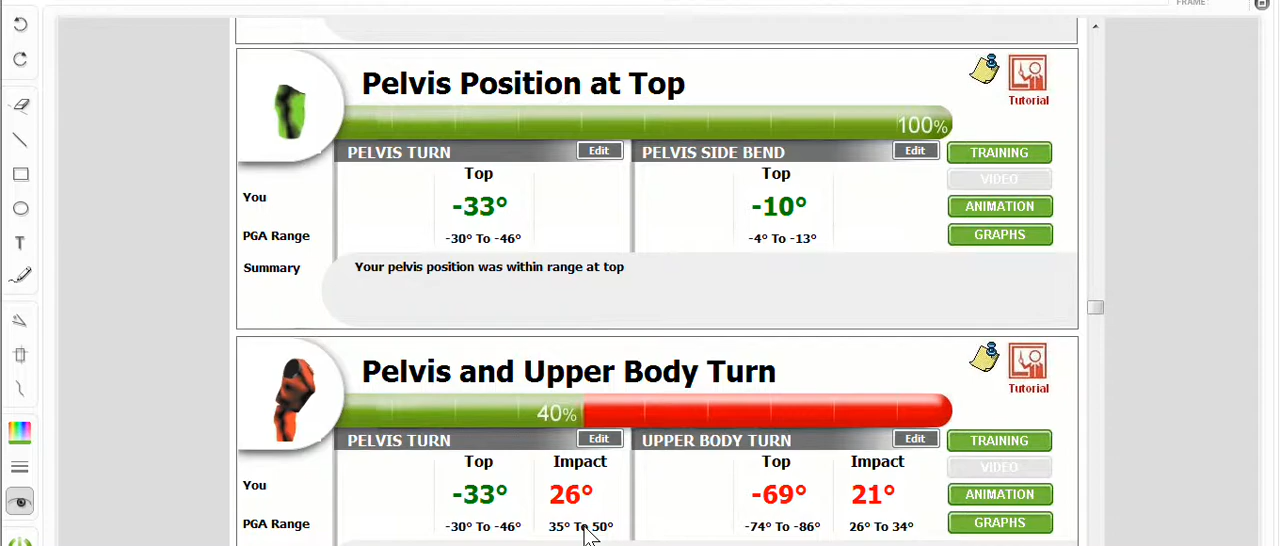 FRAME:
Pelvis Position at Top
Tutorial
100%
PELVIS TURN Edit PELVIS SIDE BEND Edit TRAINING
Top Top
VIDEO
You -33° -10° ANIMATION
PGA Range -30° To -46° -4° To -13° GRAPHS
Summary Your pelvis position was within range at top
Pelvis and Upper Body Turn
Tutorial
40%
PELVIS TURN Edit UPPER BODY TURN Edit TRAINING
Top Impact Top Impact
VIDEO
You -33° 26° -69° 21° ANIMATION
PGA Range -30° To -46° 35° To 50° -74° To -86° 26° To 34° GRAPHS
T